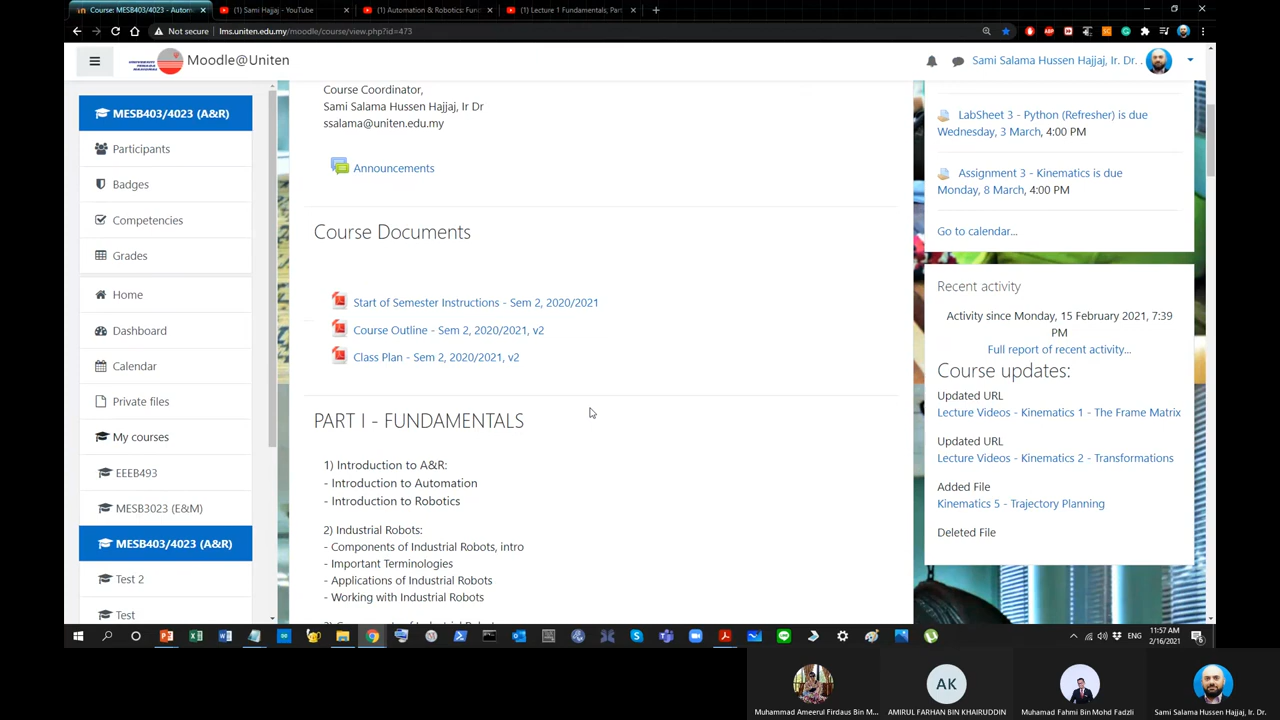 Course: MESB403/4023 - Autom
(1) Sami Hajjaj - YouTube
(1) Automation & Robotics: Fun
(1) Lecture 1 Fundamentals, Part
Not secure
lms.uniten.edu.my/moodle/course/view.php?id=473
Moodle@Uniten
Sami Salama Hussen Hajjaj, Ir. Dr. .
MESB403/4023 (A&R)
Participants
Badges
Competencies
Grades
Home
Dashboard
Calendar
Private files
My courses
EEEB493
MESB3023 (E&M)
MESB403/4023 (A&R)
Test 2
Test
Course Coordinator,
Sami Salama Hussen Hajjaj, Ir Dr
ssalama@uniten.edu.my
Announcements
Course Documents
Start of Semester Instructions - Sem 2, 2020/2021
Course Outline - Sem 2, 2020/2021, v2
Class Plan - Sem 2, 2020/2021, v2
PART I - FUNDAMENTALS
1) Introduction to A&R:
- Introduction to Automation
- Introduction to Robotics
2) Industrial Robots:
- Components of Industrial Robots, intro
- Important Terminologies
- Applications of Industrial Robots
- Working with Industrial Robots
LabSheet 3 - Python (Refresher) is due
Wednesday, 3 March, 4:00 PM
Assignment 3 - Kinematics is due
Monday, 8 March, 4:00 PM
Go to calendar...
Recent activity
Activity since Monday, 15 February 2021, 7:39
PM
Full report of recent activity...
Course updates:
Updated URL
Lecture Videos - Kinematics 1 - The Frame Matrix
Updated URL
Lecture Videos - Kinematics 2 - Transformations
Added File
Kinematics 5 - Trajectory Planning
Deleted File
ENG
11:57 AM
2/16/2021
AK
Muhammad Ameerul Firdaus Bin M...
AMIRUL FARHAN BIN KHAIRUDDIN
Muhamad Fahmi Bin Mohd Fadzli
Sami Salama Hussen Hajjaj, Ir. Dr.